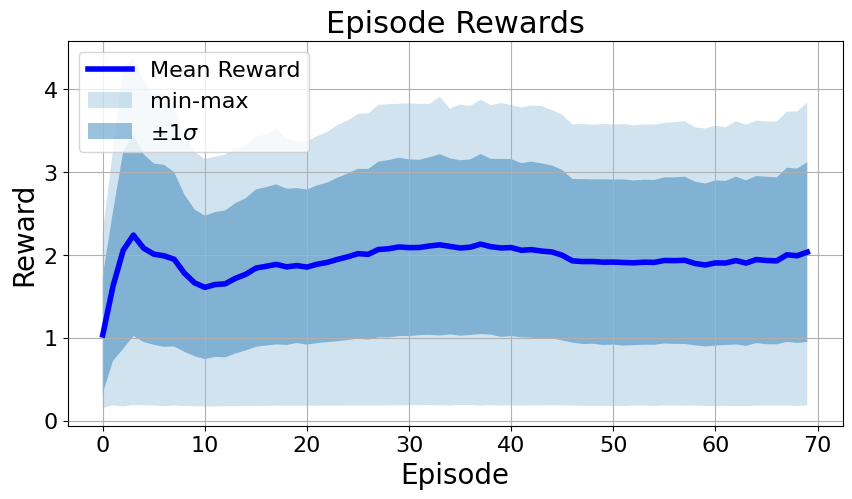 Episode Rewards
Mean Reward
min-max
±1σ
4
3
2
1
0
Reward
0 10 20 30 40 50 60 70
Episode